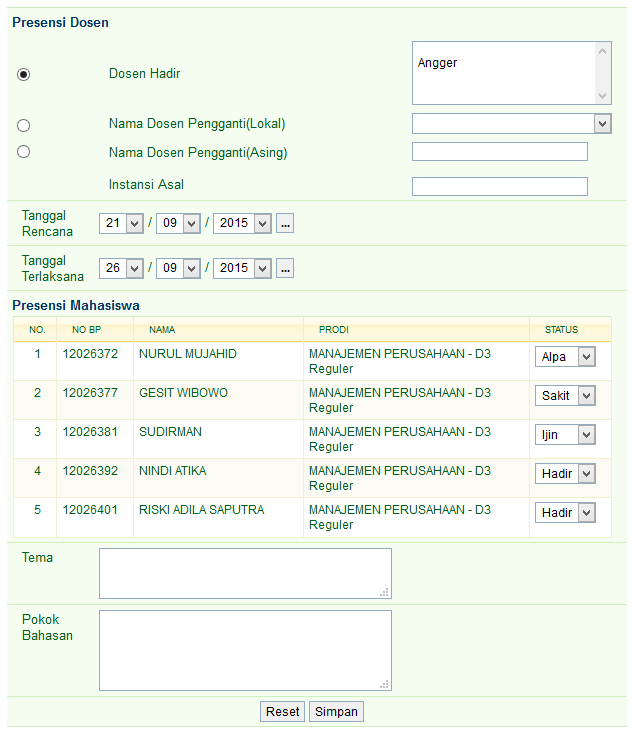 Presensi Dosen
Dosen Hadir
Angger
Nama Dosen Pengganti(Lokal)
Nama Dosen Pengganti(Asing)
Instansi Asal
Tanggal
Rencana
21 / 09 / 2015 ...
Tanggal
Terlaksana
26 / 09 / 2015 ...
Presensi Mahasiswa
NO. NO BP NAMA PRODI STATUS
1 12026372 NURUL MUJAHID MANAJEMEN PERUSAHAAN - D3 Alpa
Reguler
2 12026377 GESIT WIBOWO MANAJEMEN PERUSAHAAN - D3 Sakit
Reguler
3 12026381 SUDIRMAN MANAJEMEN PERUSAHAAN - D3 Ijin
Reguler
4 12026392 NINDI ATIKA MANAJEMEN PERUSAHAAN - D3 Hadir
Reguler
5 12026401 RISKI ADILA SAPUTRA MANAJEMEN PERUSAHAAN - D3 Hadir
Reguler
Tema
Pokok
Bahasan
Reset Simpan